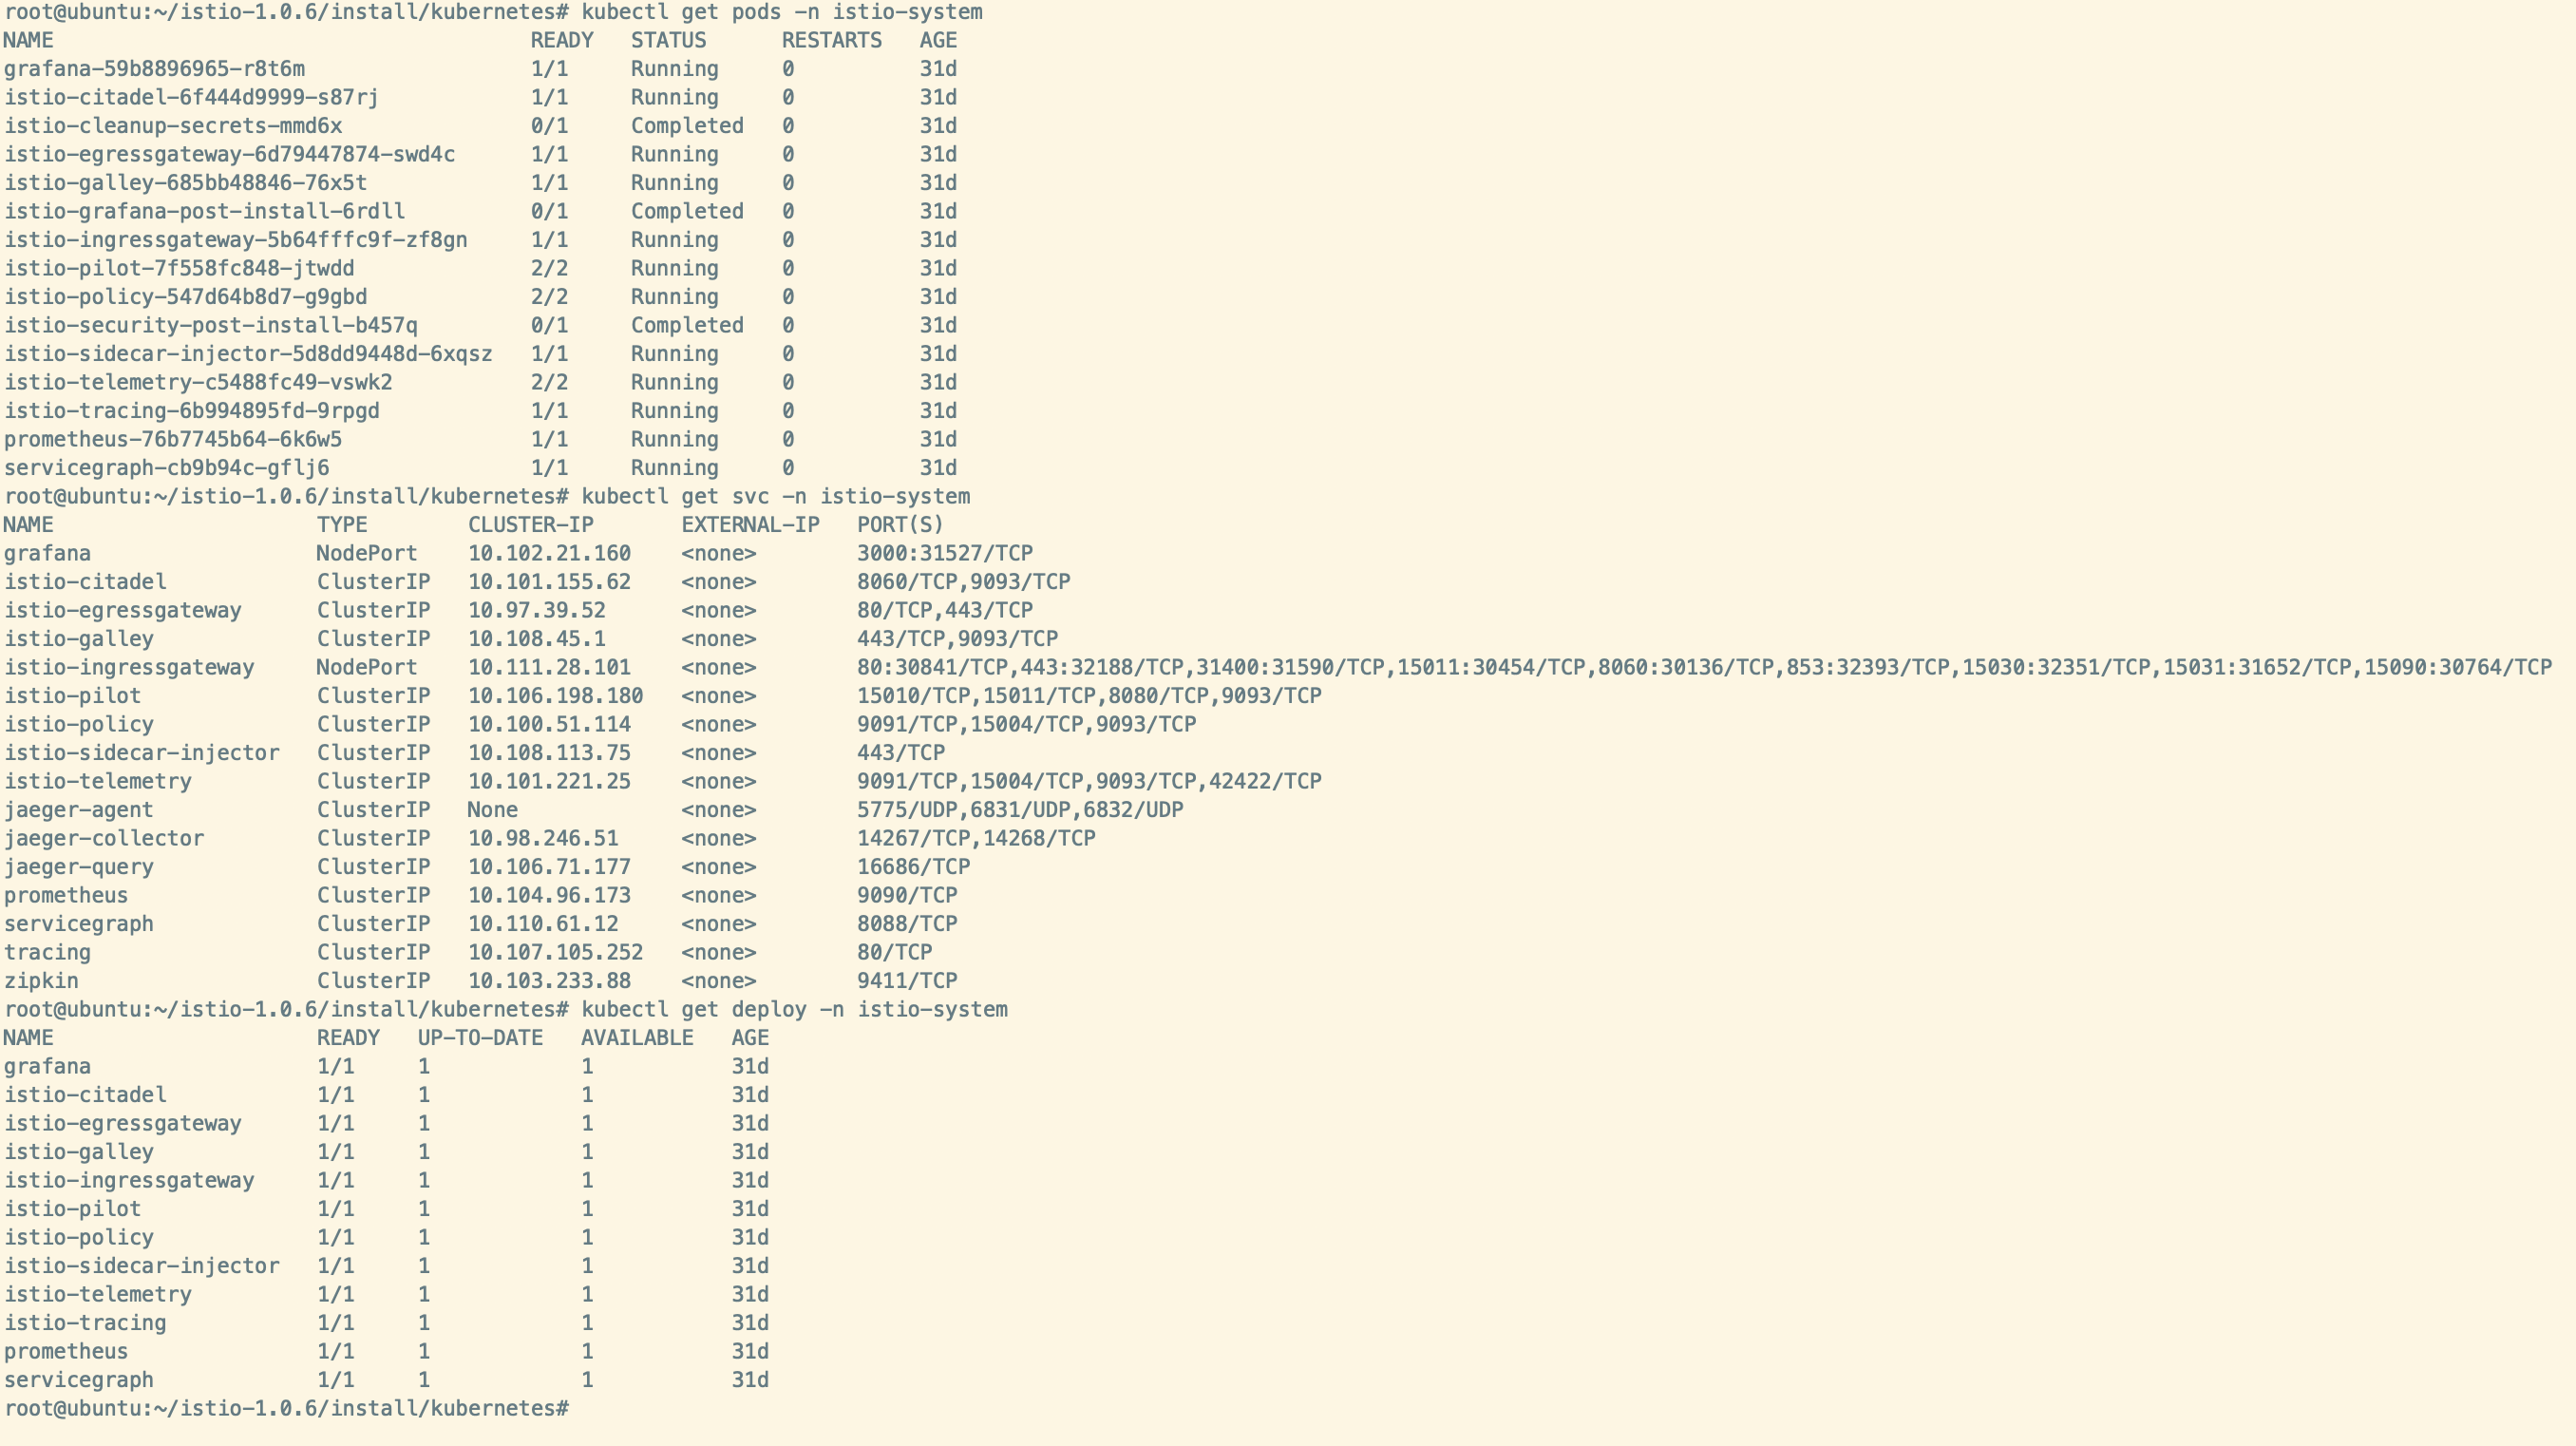 root@ubuntu:~/istio-1.0.6/install/kubernetes# kubectl get pods -n istio-system
NAME                                      READY   STATUS      RESTARTS   AGE
grafana-59b8896965-r8t6m                  1/1     Running     0          31d
istio-citadel-6f444d9999-s87rj            1/1     Running     0          31d
istio-cleanup-secrets-mmd6x               0/1     Completed   0          31d
istio-egressgateway-6d79447874-swd4c      1/1     Running     0          31d
istio-galley-685bb48846-76x5t             1/1     Running     0          31d
istio-grafana-post-install-6rdll          0/1     Completed   0          31d
istio-ingressgateway-5b64fffc9f-zf8gn     1/1     Running     0          31d
istio-pilot-7f558fc848-jtwdd              2/2     Running     0          31d
istio-policy-547d64b8d7-g9gbd             2/2     Running     0          31d
istio-security-post-install-b457q         0/1     Completed   0          31d
istio-sidecar-injector-5d8dd9448d-6xqsz   1/1     Running     0          31d
istio-telemetry-c5488fc49-vswk2           2/2     Running     0          31d
istio-tracing-6b994895fd-9rpgd            1/1     Running     0          31d
prometheus-76b7745b64-6k6w5               1/1     Running     0          31d
servicegraph-cb9b94c-gflj6                1/1     Running     0          31d
root@ubuntu:~/istio-1.0.6/install/kubernetes# kubectl get svc -n istio-system
NAME                     TYPE        CLUSTER-IP       EXTERNAL-IP   PORT(S)
grafana                  NodePort    10.102.21.160    <none>        3000:31527/TCP
istio-citadel            ClusterIP   10.101.155.62    <none>        8060/TCP,9093/TCP
istio-egressgateway      ClusterIP   10.97.39.52      <none>        80/TCP,443/TCP
istio-galley             ClusterIP   10.108.45.1      <none>        443/TCP,9093/TCP
istio-ingressgateway     NodePort    10.111.28.101    <none>        80:30841/TCP,443:32188/TCP,31400:31590/TCP,15011:30454/TCP,8060:30136/TCP,853:32393/TCP,15030:32351/TCP,15031:31652/TCP,15090:30764/TCP
istio-pilot              ClusterIP   10.106.198.180   <none>        15010/TCP,15011/TCP,8080/TCP,9093/TCP
istio-policy             ClusterIP   10.100.51.114    <none>        9091/TCP,15004/TCP,9093/TCP
istio-sidecar-injector   ClusterIP   10.108.113.75    <none>        443/TCP
istio-telemetry          ClusterIP   10.101.221.25    <none>        9091/TCP,15004/TCP,9093/TCP,42422/TCP
jaeger-agent             ClusterIP   None             <none>        5775/UDP,6831/UDP,6832/UDP
jaeger-collector         ClusterIP   10.98.246.51     <none>        14267/TCP,14268/TCP
jaeger-query             ClusterIP   10.106.71.177    <none>        16686/TCP
prometheus               ClusterIP   10.104.96.173    <none>        9090/TCP
servicegraph             ClusterIP   10.110.61.12     <none>        8088/TCP
tracing                  ClusterIP   10.107.105.252   <none>        80/TCP
zipkin                   ClusterIP   10.103.233.88    <none>        9411/TCP
root@ubuntu:~/istio-1.0.6/install/kubernetes# kubectl get deploy -n istio-system
NAME                     READY   UP-TO-DATE   AVAILABLE   AGE
grafana                  1/1     1            1           31d
istio-citadel            1/1     1            1           31d
istio-egressgateway      1/1     1            1           31d
istio-galley             1/1     1            1           31d
istio-ingressgateway     1/1     1            1           31d
istio-pilot              1/1     1            1           31d
istio-policy             1/1     1            1           31d
istio-sidecar-injector   1/1     1            1           31d
istio-telemetry          1/1     1            1           31d
istio-tracing            1/1     1            1           31d
prometheus               1/1     1            1           31d
servicegraph             1/1     1            1           31d
root@ubuntu:~/istio-1.0.6/install/kubernetes#